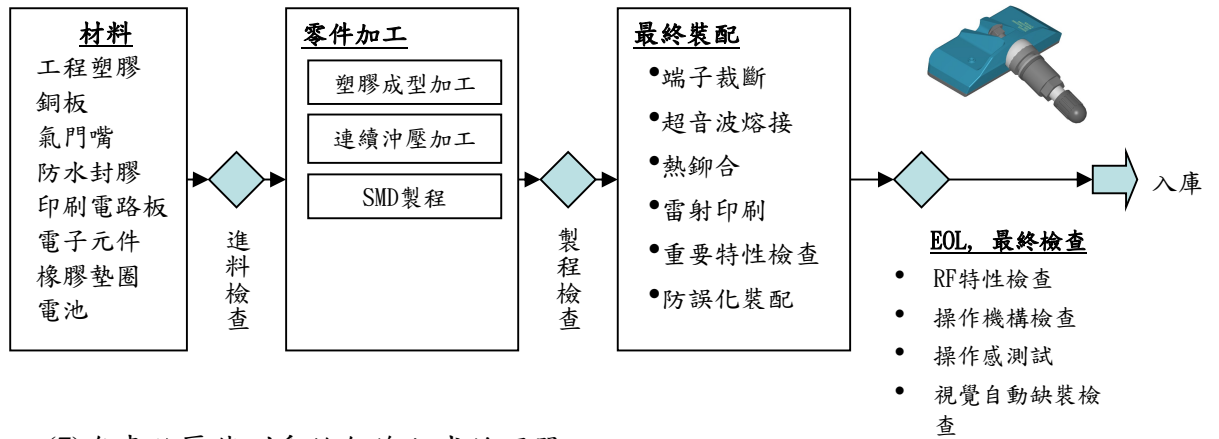 材料
工程塑膠
銅板
氣門嘴
防水封膠
印刷電路板
電子元件
橡膠墊圈
電池
進料檢查
零件加工
塑膠成型加工
連續沖壓加工
SMD製程
製程檢查
最終裝配
•端子裁斷
•超音波熔接
•熱鉚合
•雷射印刷
•重要特性檢查
•防誤化裝配
入庫
EOL, 最終檢查
• RF特性檢查
• 操作機構檢查
• 操作感測試
• 視覺自動缺裝檢
查